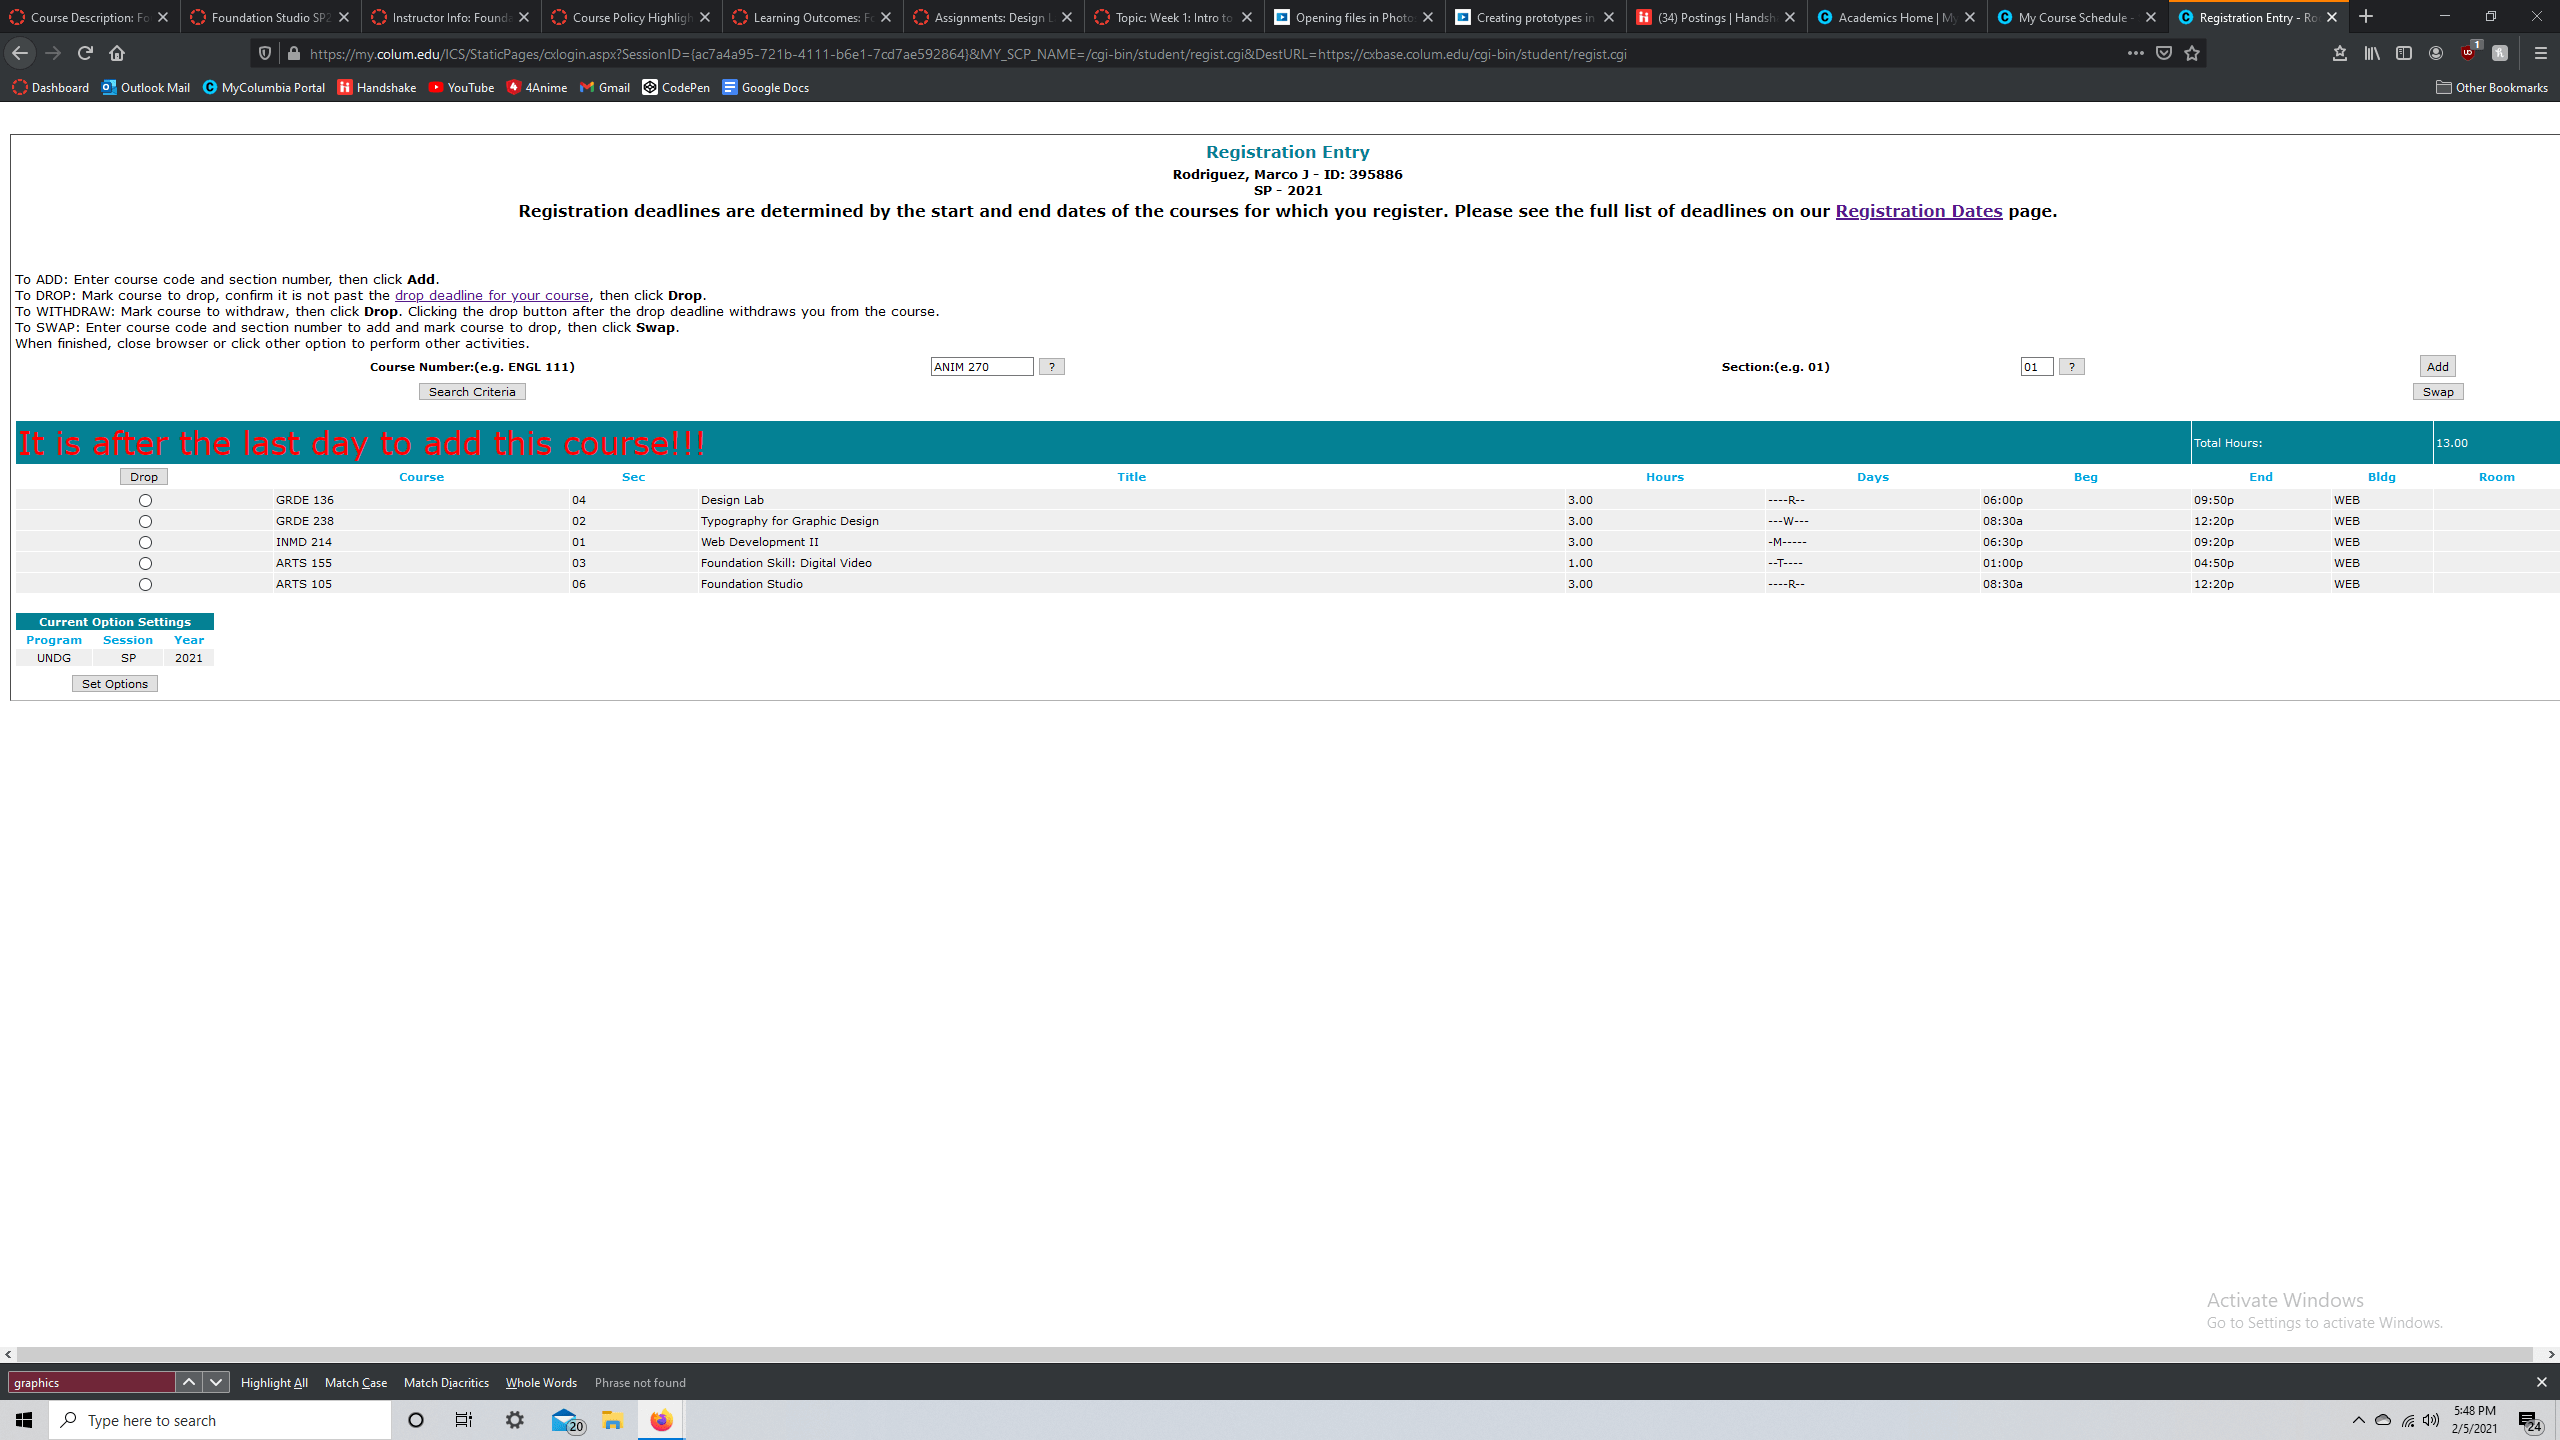 Course Description: Fo
Foundation Studio SP2
Instructor Info: Founda
Course Policy Highligh
Learning Outcomes: Fo
Assignments: Design L
Topic: Week 1: Intro to
Opening files in Photo
Creating prototypes in
(34) Postings | Handsh
Academics Home | My
My Course Schedule -
Registration Entry - Ro
https://my.colum.edu/ICS/StaticPages/cxlogin.aspx?SessionID={ac7a4a95-721b-4111-b6e1-7cd7ae592864}&MY_SCP_NAME=/cgi-bin/student/regist.cgi&DestURL=https://cxbase.colum.edu/cgi-bin/student/regist.cgi
1
Dashboard Outlook Mail MyColumbia Portal Handshake YouTube 4Anime Gmail CodePen Google Docs Other Bookmarks
Registration Entry
Rodriguez, Marco J - ID: 395886
SP - 2021
Registration deadlines are determined by the start and end dates of the courses for which you register. Please see the full list of deadlines on our Registration Dates page.
To ADD: Enter course code and section number, then click Add.
To DROP: Mark course to drop, confirm it is not past the drop deadline for your course, then click Drop.
To WITHDRAW: Mark course to withdraw, then click Drop. Clicking the drop button after the drop deadline withdraws you from the course.
To SWAP: Enter course code and section number to add and mark course to drop, then click Swap.
When finished, close browser or click other option to perform other activities.
Course Number:(e.g. ENGL 111) ANIM 270 ? Section:(e.g. 01) 01 ? Add
Search Criteria Swap
It is after the last day to add this course!!! Total Hours: 13.00
Drop Course Sec Title Hours Days Beg End Bldg Room
GRDE 136 04 Design Lab 3.00 ----R-- 06:00p 09:50p WEB
GRDE 238 02 Typography for Graphic Design 3.00 ---W--- 08:30a 12:20p WEB
INMD 214 01 Web Development II 3.00 -M----- 06:30p 09:20p WEB
ARTS 155 03 Foundation Skill: Digital Video 1.00 --T---- 01:00p 04:50p WEB
ARTS 105 06 Foundation Studio 3.00 ----R-- 08:30a 12:20p WEB
Current Option Settings
Program Session Year
UNDG SP 2021
Set Options
Activate Windows
Go to Settings to activate Windows.
graphics Highlight All Match Case Match Diacritics Whole Words Phrase not found
Type here to search
20
5:48 PM
2/5/2021
24